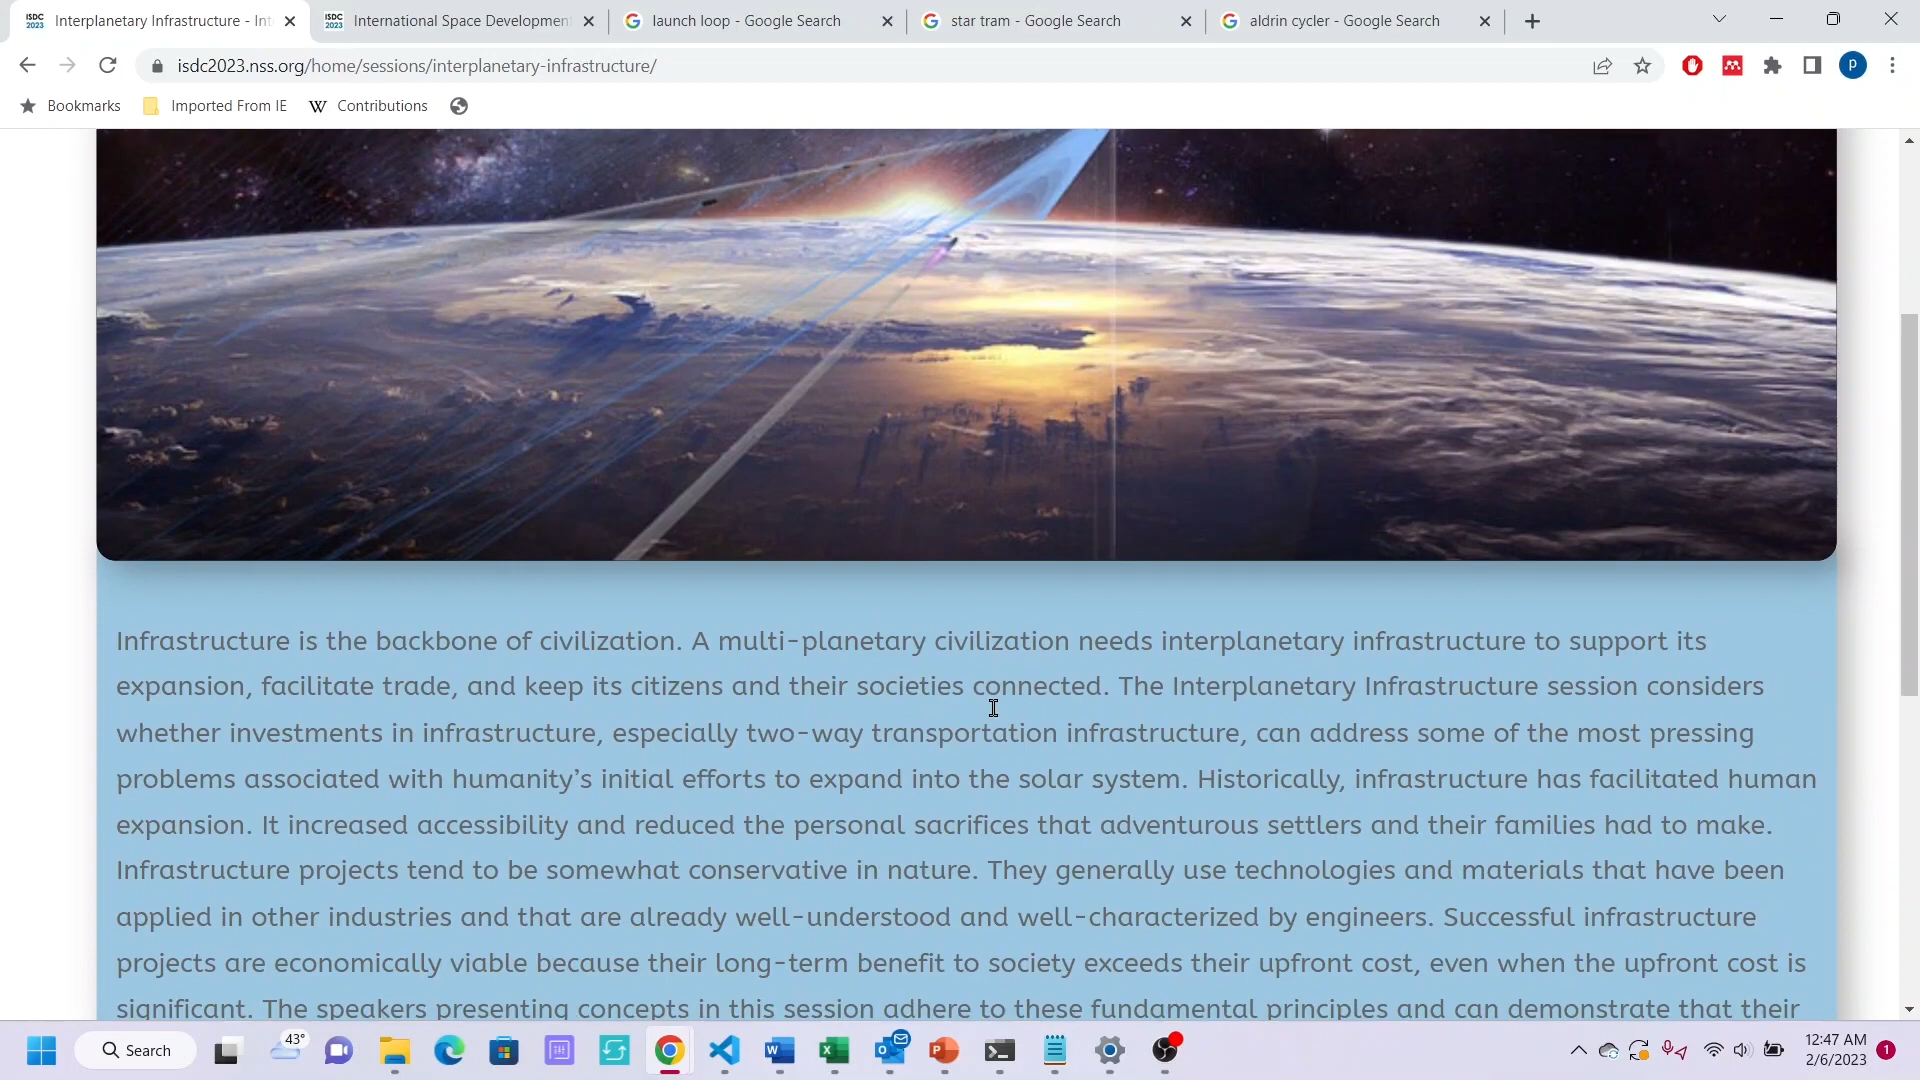 Interplanetary Infrastructure - Int
International Space Developmen
launch loop - Google Search
star tram - Google Search
aldrin cycler - Google Search
isdc2023.nss.org/home/sessions/interplanetary-infrastructure/
P
Bookmarks
Imported From IE
W Contributions
Infrastructure is the backbone of civilization. A multi-planetary civilization needs interplanetary infrastructure to support its
expansion, facilitate trade, and keep its citizens and their societies connected. The Interplanetary Infrastructure session considers
whether investments in infrastructure, especially two-way transportation infrastructure, can address some of the most pressing
problems associated with humanity’s initial efforts to expand into the solar system. Historically, infrastructure has facilitated human
expansion. It increased accessibility and reduced the personal sacrifices that adventurous settlers and their families had to make.
Infrastructure projects tend to be somewhat conservative in nature. They generally use technologies and materials that have been
applied in other industries and that are already well-understood and well-characterized by engineers. Successful infrastructure
projects are economically viable because their long-term benefit to society exceeds their upfront cost, even when the upfront cost is
significant. The speakers presenting concepts in this session adhere to these fundamental principles and can demonstrate that their
Search
43°
12:47 AM
2/6/2023
1